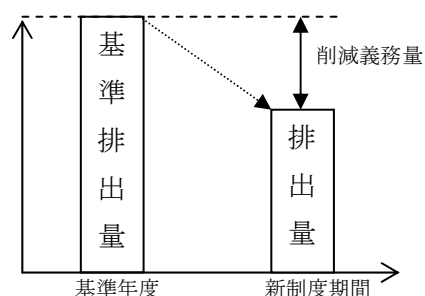 削減義務量
基準排出量
排出量
基準年度
新制度期間